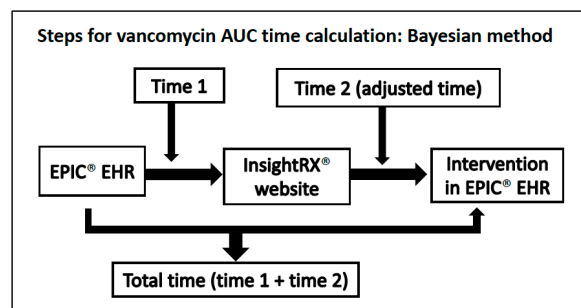 Steps for vancomycin AUC time calculation: Bayesian method
Time 1
Time 2 (adjusted time)
EPIC® EHR
InsightRX®
website
Intervention
in EPIC® EHR
Total time (time 1 + time 2)